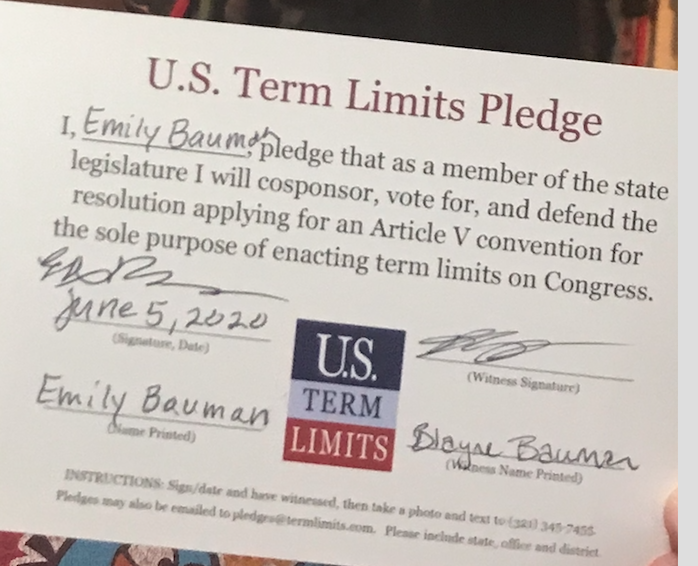 U.S. Term Limits Pledge
I, Emily Bauman, pledge that as a member of the state
legislature I will cosponsor, vote for, and defend the
resolution applying for an Article V convention for
the sole purpose of enacting term limits on Congress.
June 5, 2020
(Signature, Date)
(Witness Signature)
U.S.
TERM
LIMITS
Emily Bauman
(Name Printed)
Blayne Bauman
(Witness Name Printed)
INSTRUCTIONS: Sign/date and have witnessed, then take a photo and text to (321) 345-7455
Pledges may also be emailed to pledges@termlimits.com. Please include state, office and district.